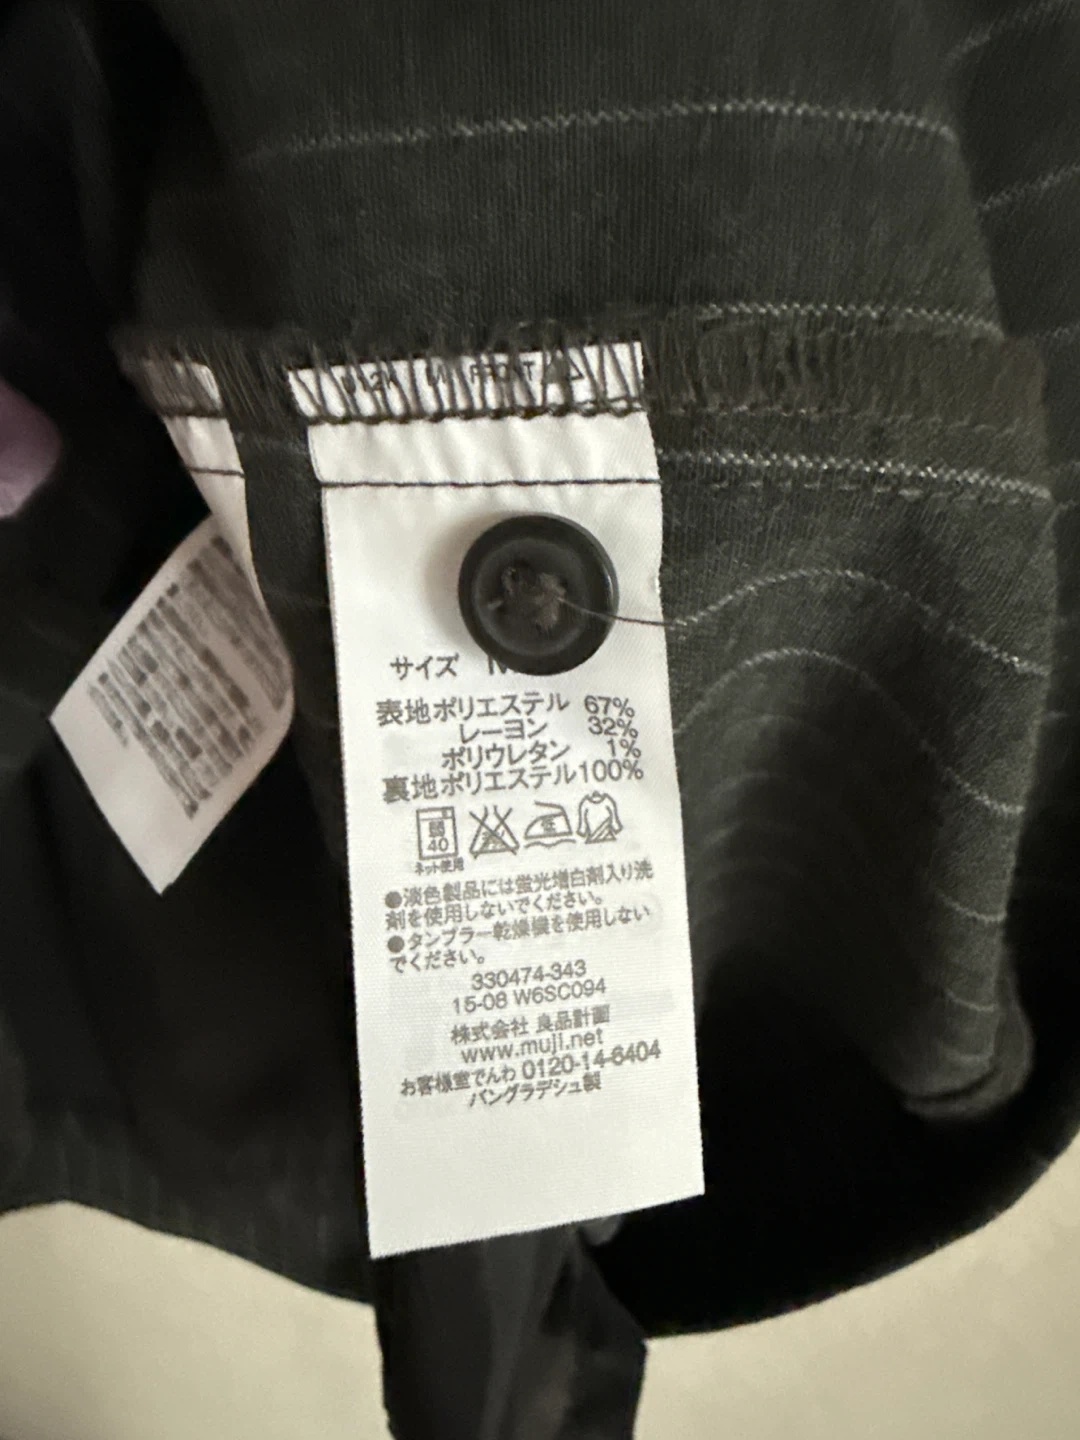 FRONT
サイズ
表地ポリエステル 67%
レーヨン 32%
ポリウレタン 1%
裏地ポリエステル100%
弱
40
ネット使用
●淡色製品には蛍光増白剤入り洗
剤を使用しないでください。
●タンブラー乾燥機を使用しない
でください。
330474-343
15-08 W6SC094
株式会社 良品計画
www.muji.net
お客様室でんわ 0120-14-6404
バングラデシュ製